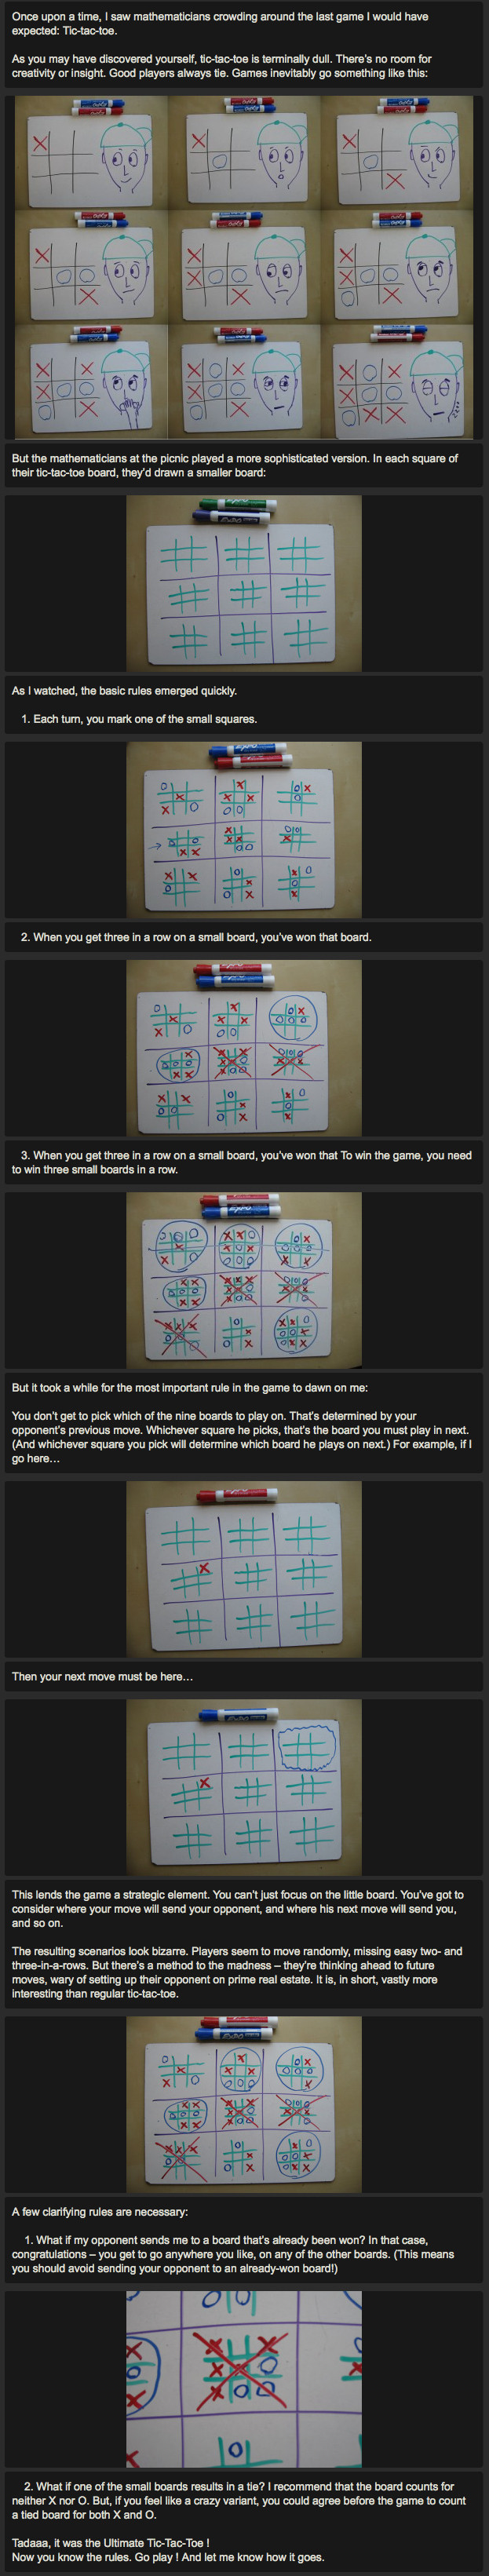 Once upon a time, I saw mathematicians crowding around the last game I would have
expected: Tic-tac-toe.
As you may have discovered yourself, tic-tac-toe is terminally dull. There's no room for
creativity or insight. Good players always tie. Games inevitably go something like this:
But the mathematicians at the picnic played a more sophisticated version. In each square of
their tic-tac-toe board, they'd drawn a smaller board:
As I watched, the basic rules emerged quickly.
1. Each turn, you mark one of the small squares.
2. When you get three in a row on a small board, you've won that board.
3. When you get three in a row on a small board, you've won that To win the game, you need
to win three small boards in a row.
But it took a while for the most important rule in the game to dawn on me:
You don't get to pick which of the nine boards to play on. That's determined by your
opponent's previous move. Whichever square he picks, that's the board you must play in next.
(And whichever square you pick will determine which board he plays on next.) For example, if I
go here…
Then your next move must be here…
This lends the game a strategic element. You can't just focus on the little board. You've got to
consider where your move will send your opponent, and where his next move will send you,
and so on.
The resulting scenarios look bizarre. Players seem to move randomly, missing easy two- and
three-in-a-rows. But there's a method to the madness – they're thinking ahead to future
moves, wary of setting up their opponent on prime real estate. It is, in short, vastly more
interesting than regular tic-tac-toe.
A few clarifying rules are necessary:
1. What if my opponent sends me to a board that's already been won? In that case,
congratulations – you get to go anywhere you like, on any of the other boards. (This means
you should avoid sending your opponent to an already-won board!)
2. What if one of the small boards results in a tie? I recommend that the board counts for
neither X nor O. But, if you feel like a crazy variant, you could agree before the game to count
a tied board for both X and O.
Tadaaa, it was the Ultimate Tic-Tac-Toe !
Now you know the rules. Go play ! And let me know how it goes.